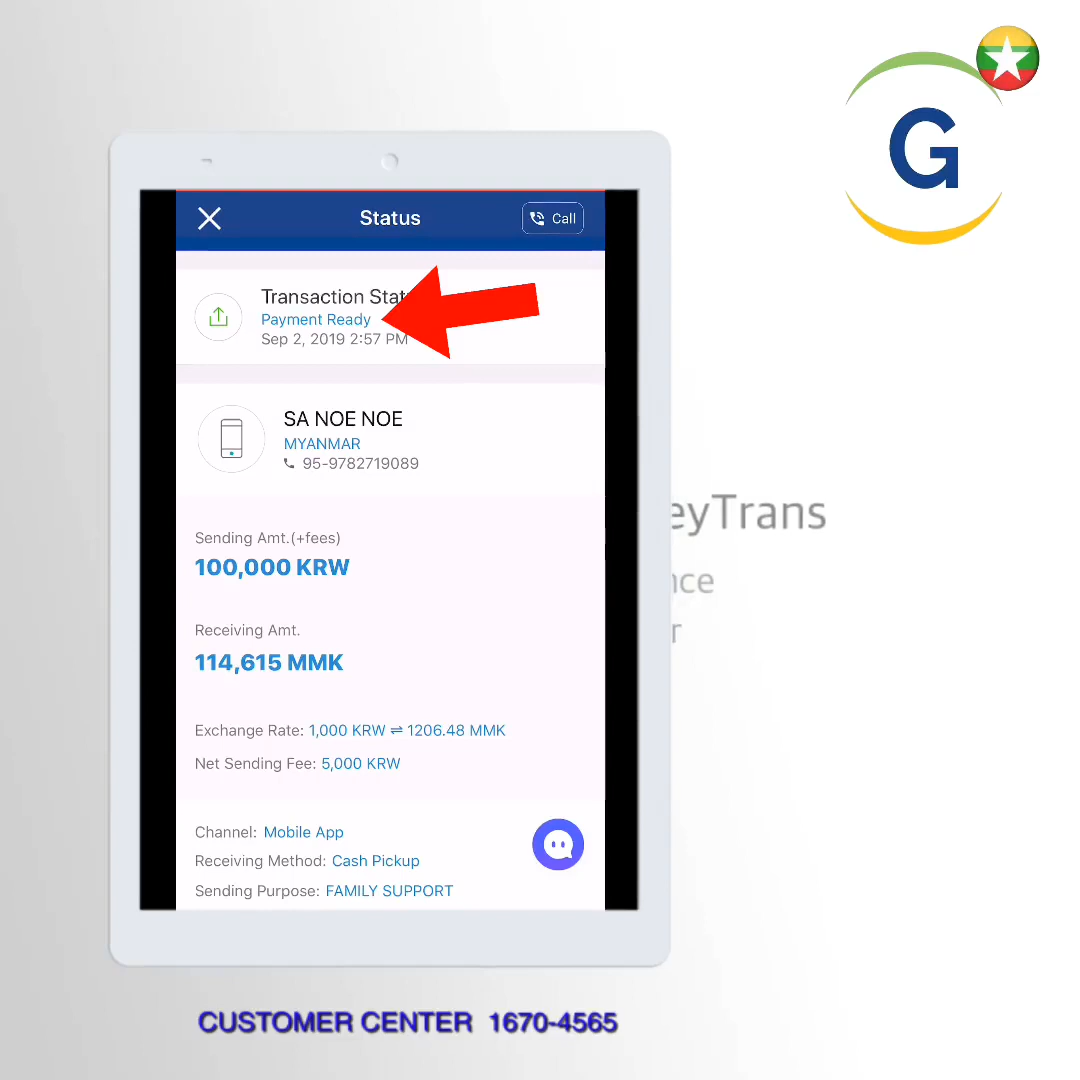 G
Status
Call
Transaction Stat
Payment Ready
Sep 2, 2019 2:57 PM
SA NOE NOE
MYANMAR
95-9782719089
Sending Amt.(+fees)
100,000 KRW
Receiving Amt.
114,615 MMK
Exchange Rate: 1,000 KRW ⇌ 1206.48 MMK
Net Sending Fee: 5,000 KRW
Channel: Mobile App
Receiving Method: Cash Pickup
Sending Purpose: FAMILY SUPPORT
eyTrans
nce
r
CUSTOMER CENTER 1670-4565